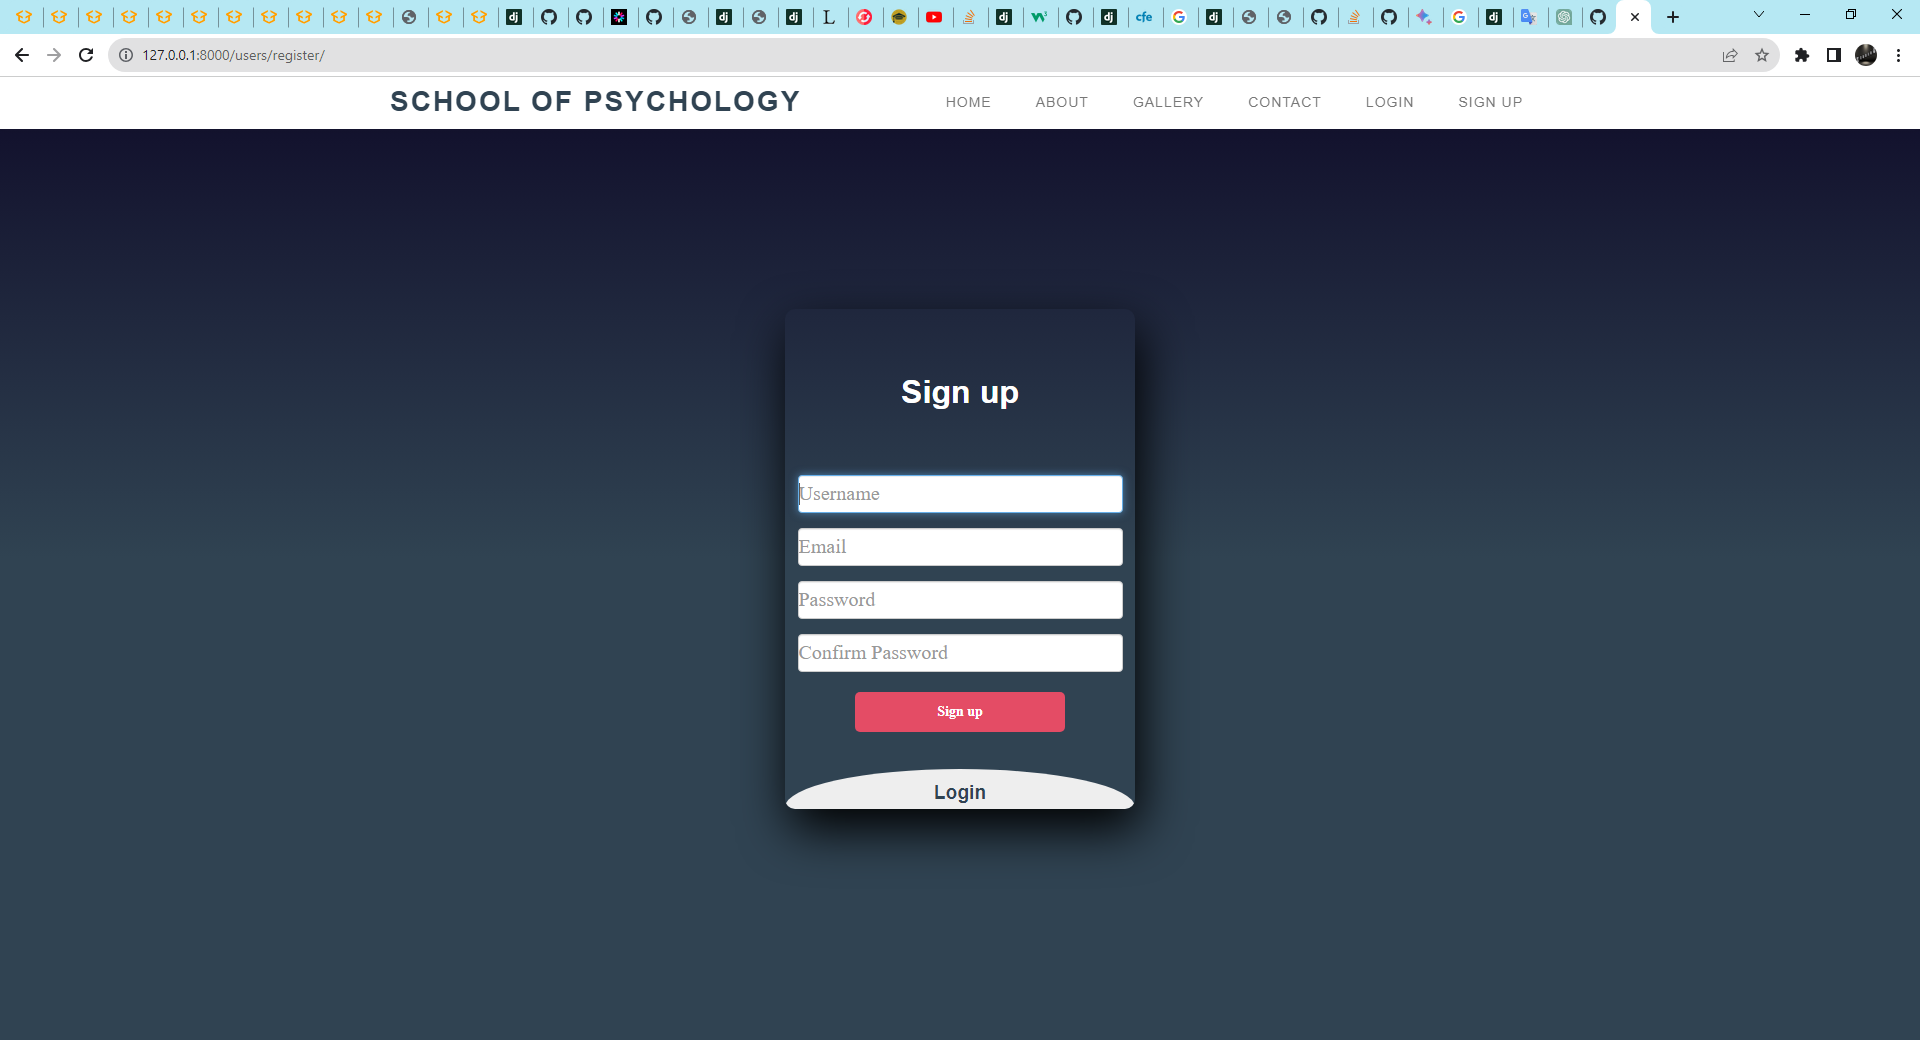 127.0.0.1:8000/users/register/
SCHOOL OF PSYCHOLOGY
HOME ABOUT GALLERY CONTACT LOGIN SIGN UP
Sign up
Username
Email
Password
Confirm Password
Sign up
Login